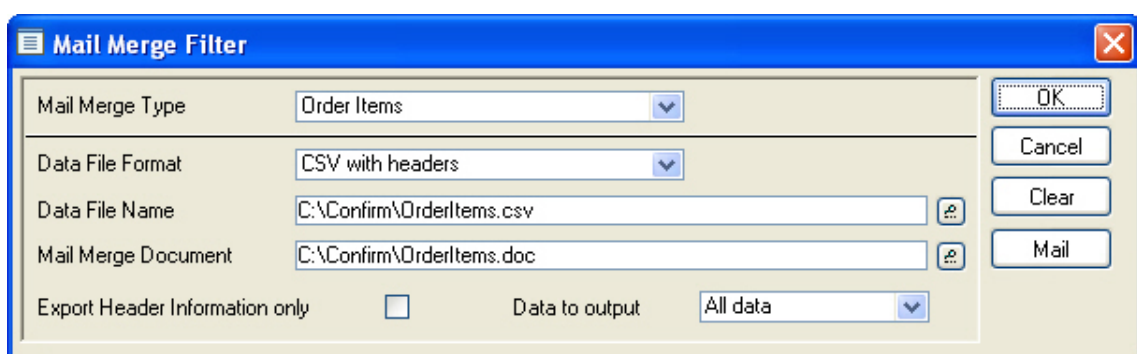 Mail Merge Filter
Mail Merge Type Order Items OK
Data File Format CSV with headers Cancel
Data File Name C:\Confirm\OrderItems.csv Clear
Mail Merge Document C:\Confirm\OrderItems.doc Mail
Export Header Information only Data to output All data